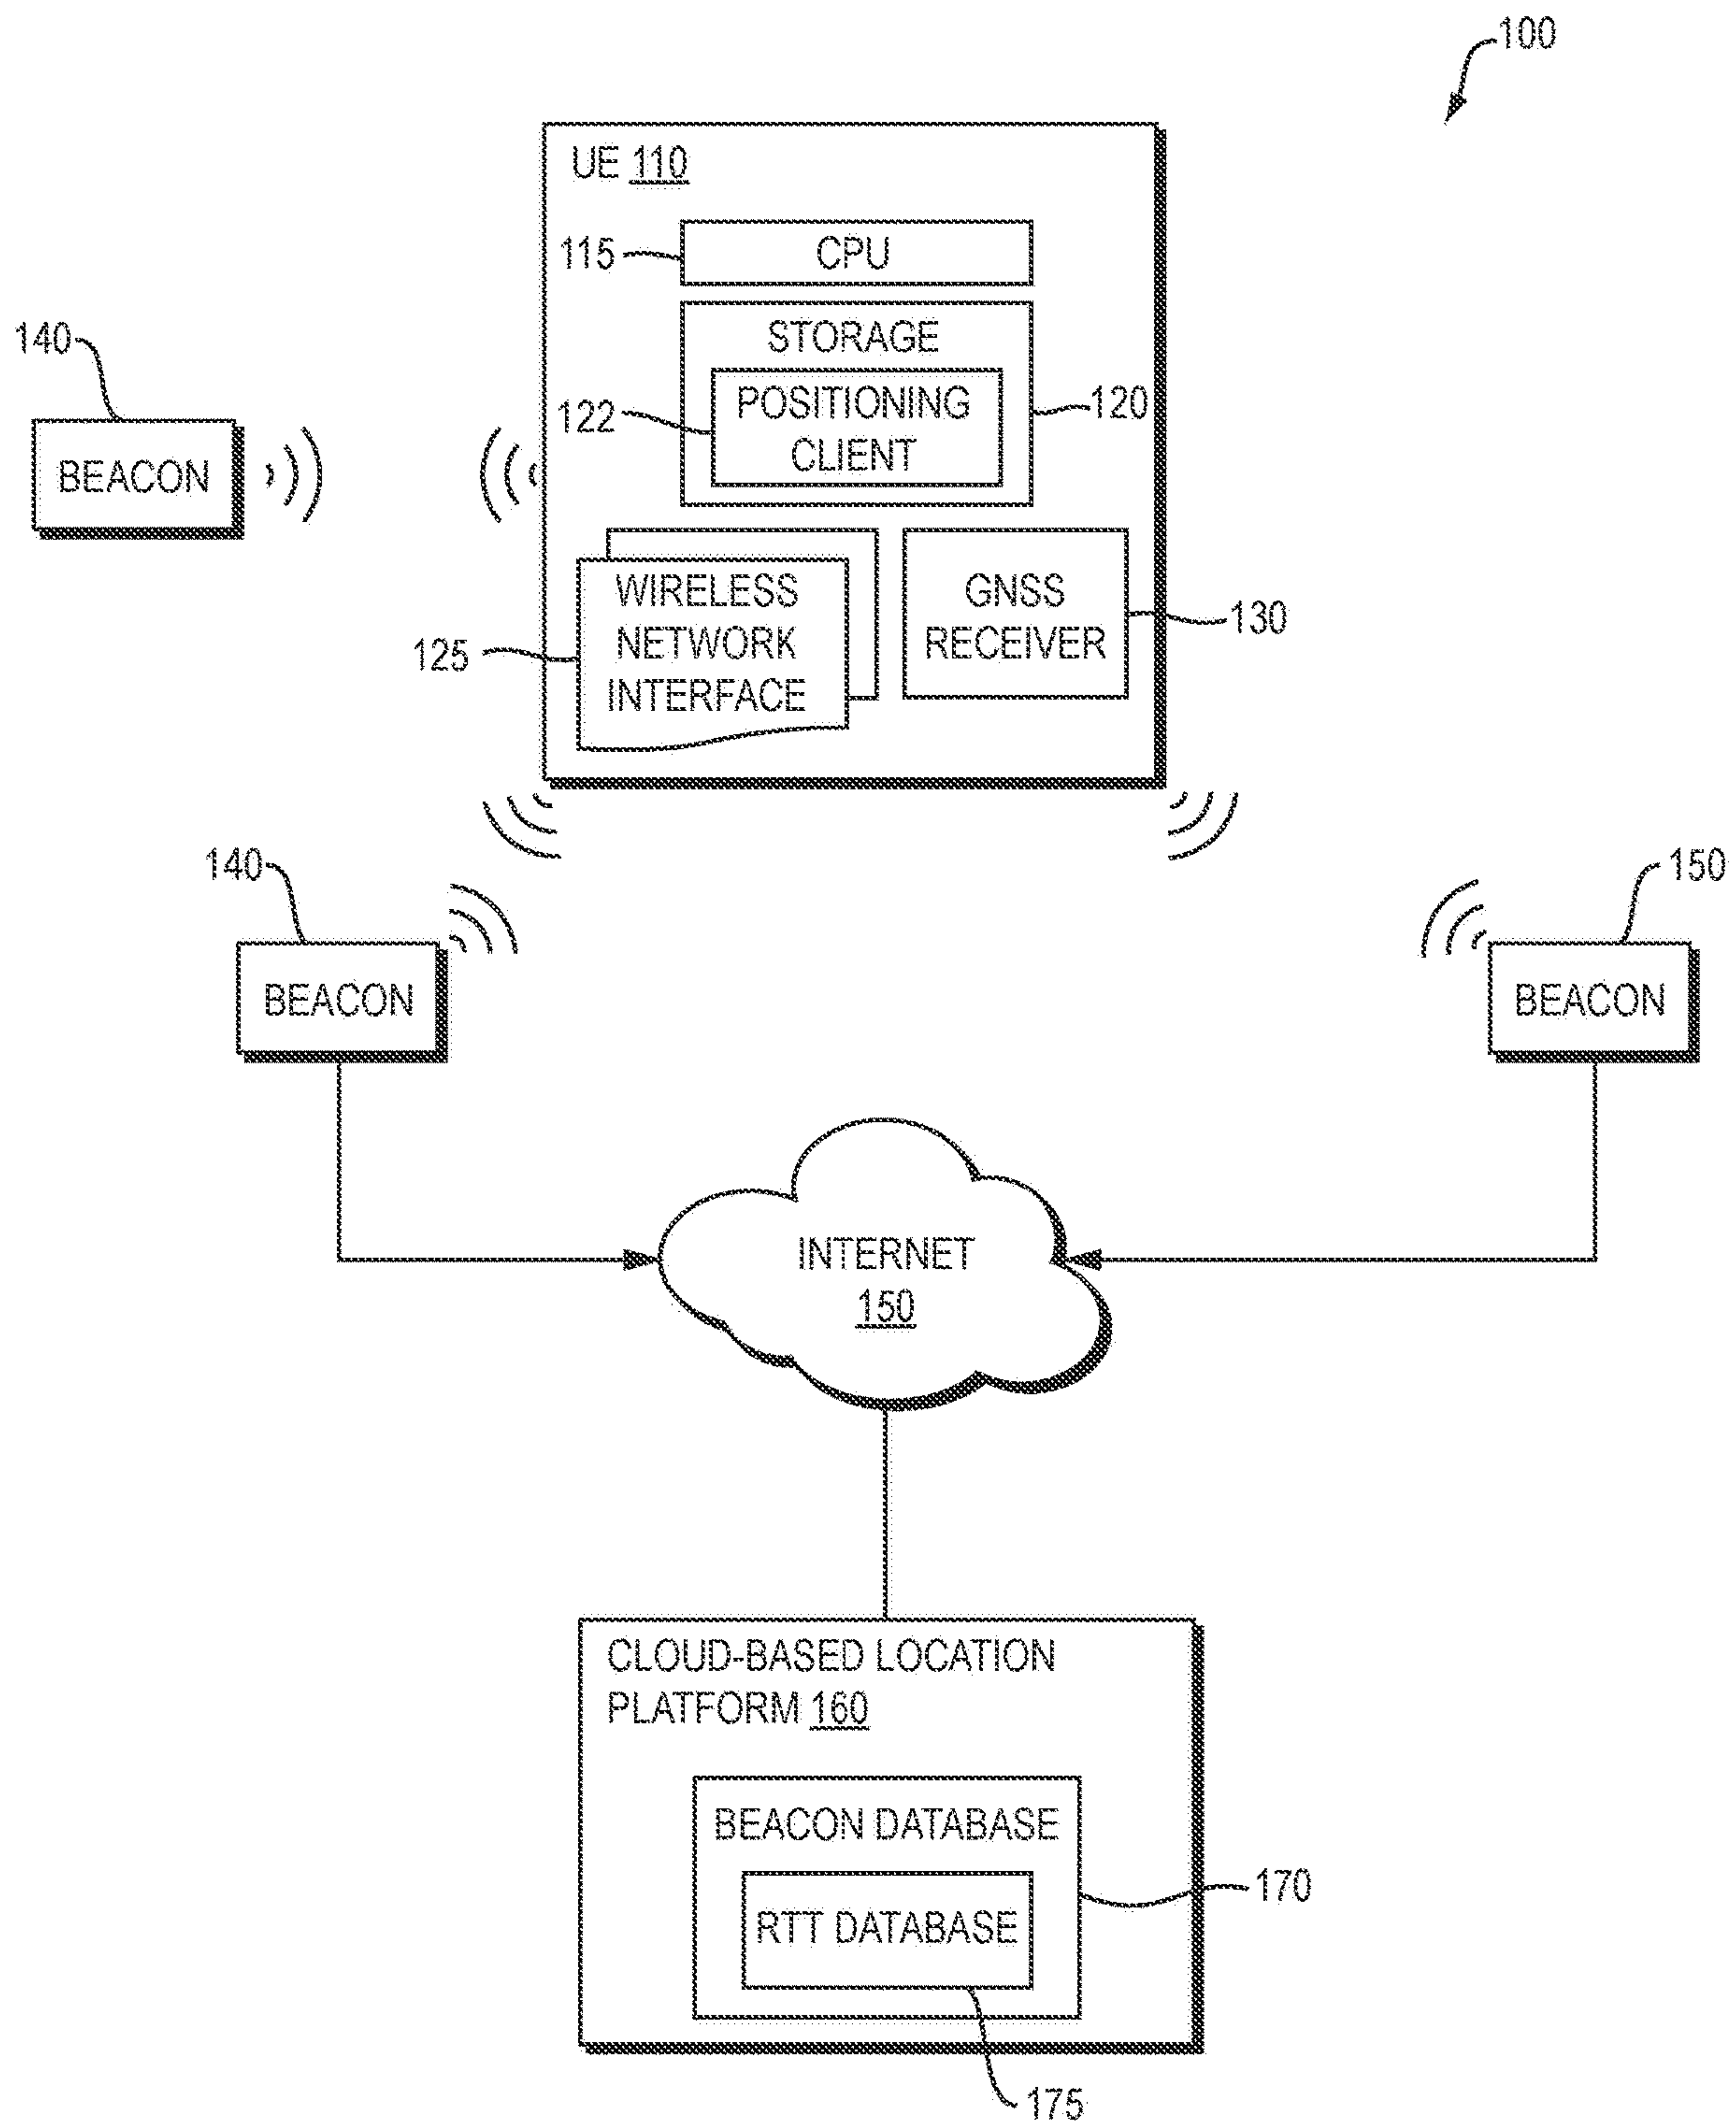 100
UE 110
115
CPU
STORAGE
140
POSITIONING
122
120
CLIENT
BEACON
WIRELESS
GNSS
130
NETWORK
RECEIVER
125
INTERFACE
140
150
BEACON
BEACON
INTERNET
150
CLOUD-BASED LOCATION
PLATFORM 160
BEACON DATABASE
170
RTT DATABASE
175